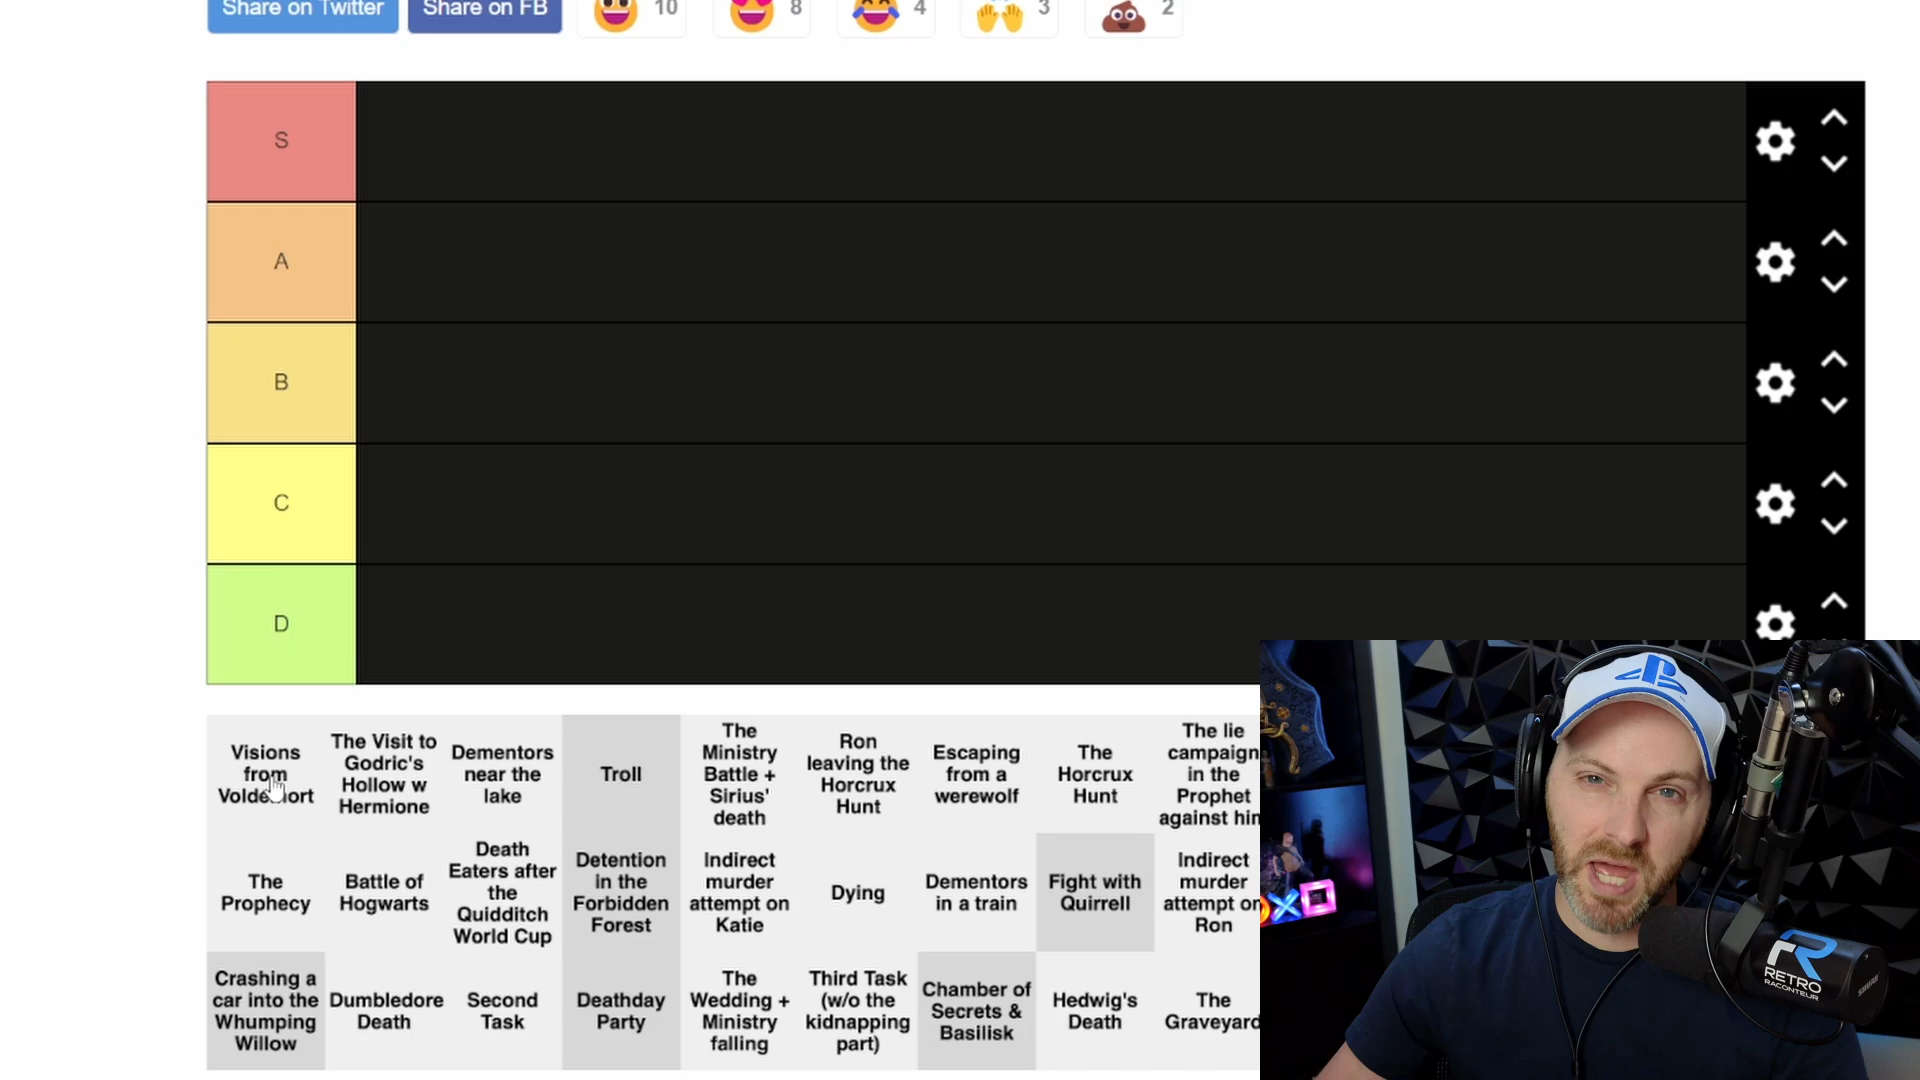 Share on Twitter
Share on FB
10
8
4
3
2
S
A
B
C
D
Visions
from
Voldemort
The Visit to
Godric's
Hollow w
Hermione
Dementors
near the
lake
Troll
The
Ministry
Battle +
Sirius'
death
Ron
leaving the
Horcrux
Hunt
Escaping
from a
werewolf
The
Horcrux
Hunt
The lie
campaign
in the
Prophet
against him
The
Prophecy
Battle of
Hogwarts
Death
Eaters after
the
Quidditch
World Cup
Detention
in the
Forbidden
Forest
Indirect
murder
attempt on
Katie
Dying
Dementors
in a train
Fight with
Quirrell
Indirect
murder
attempt on
Ron
Crashing a
car into the
Whumping
Willow
Dumbledore
Death
Second
Task
Deathday
Party
The
Wedding +
Ministry
falling
Third Task
(w/o the
kidnapping
part)
Chamber of
Secrets &
Basilisk
Hedwig's
Death
The
Graveyard
RETRO
RACONTEUR
SHURE